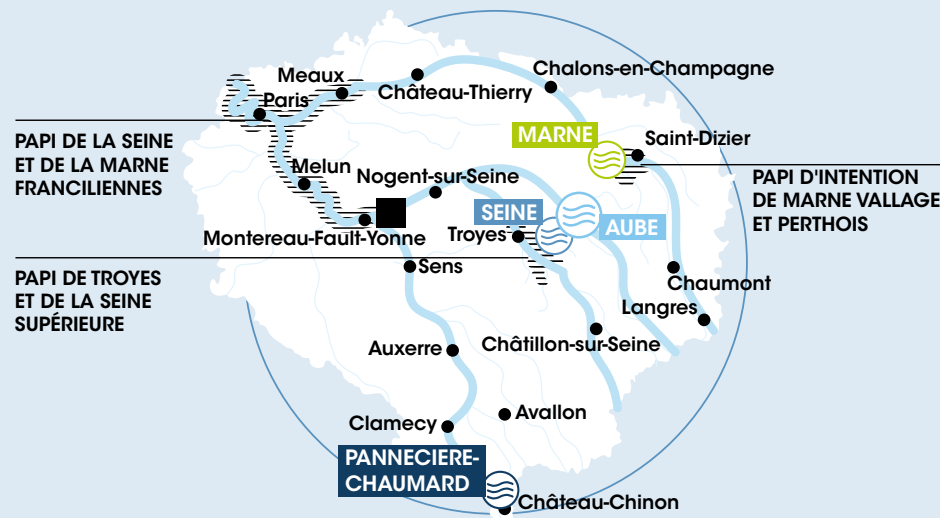 Meaux
Chalons-en-Champagne
Château-Thierry
Paris
PAPI DE LA SEINE
ET DE LA MARNE
FRANCILIENNES
MARNE
Saint-Dizier
Melun
Nogent-sur-Seine
PAPI D'INTENTION
DE MARNE VALLAGE
ET PERTHOIS
SEINE
AUBE
Montereau-Fault-Yonne
Troyes
PAPI DE TROYES
ET DE LA SEINE
SUPÉRIEURE
Sens
Chaumont
Langres
Auxerre
Châtillon-sur-Seine
Avallon
Clamecy
PANNECIERE-
CHAUMARD
Château-Chinon